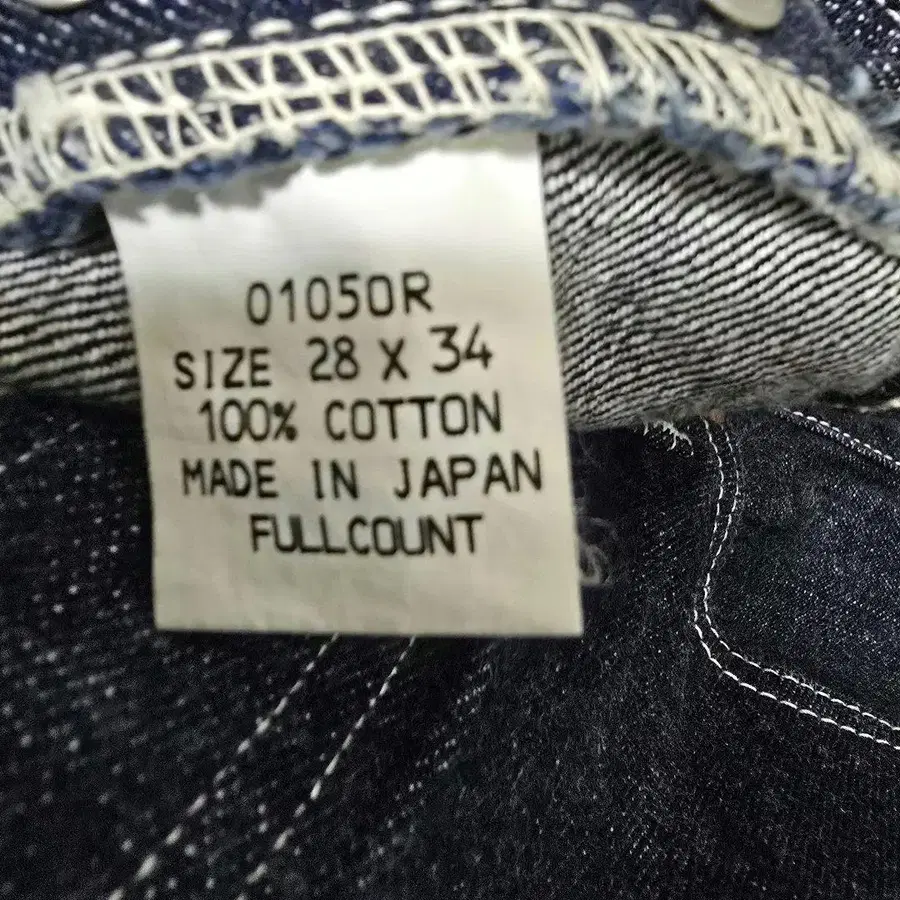 01050R
SIZE 28 X 34
100% COTTON
MADE IN JAPAN
FULLCOUNT